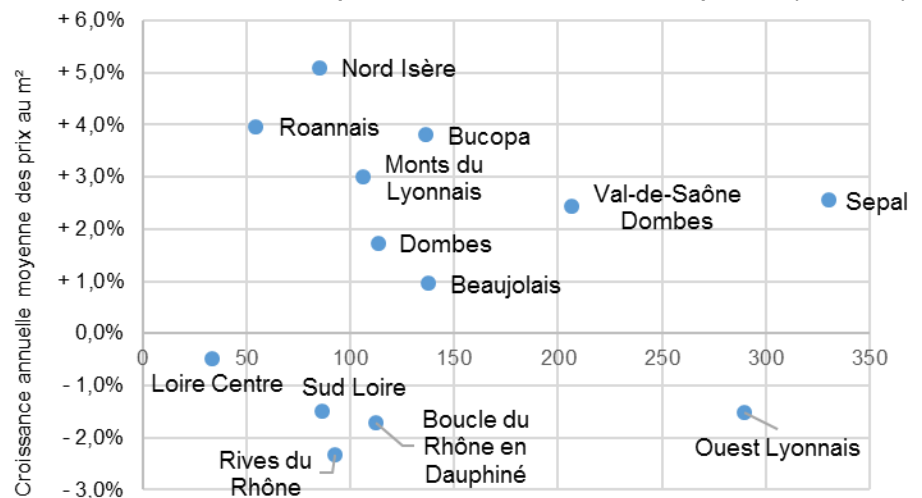 + 6,0%
+ 5,0%
+ 4,0%
+ 3,0%
+ 2,0%
+ 1,0%
0,0%
- 1,0%
- 2,0%
- 3,0%
Croissance annuelle moyenne des prix au m²
0 50 100 150 200 250 300 350
Nord Isère
Roannais
Bucopa
Monts du
Lyonnais
Val-de-Saône
Dombes
Sepal
Dombes
Beaujolais
Loire Centre
Sud Loire
Boucle du
Rhône en
Dauphiné
Rives du
Rhône
Ouest Lyonnais